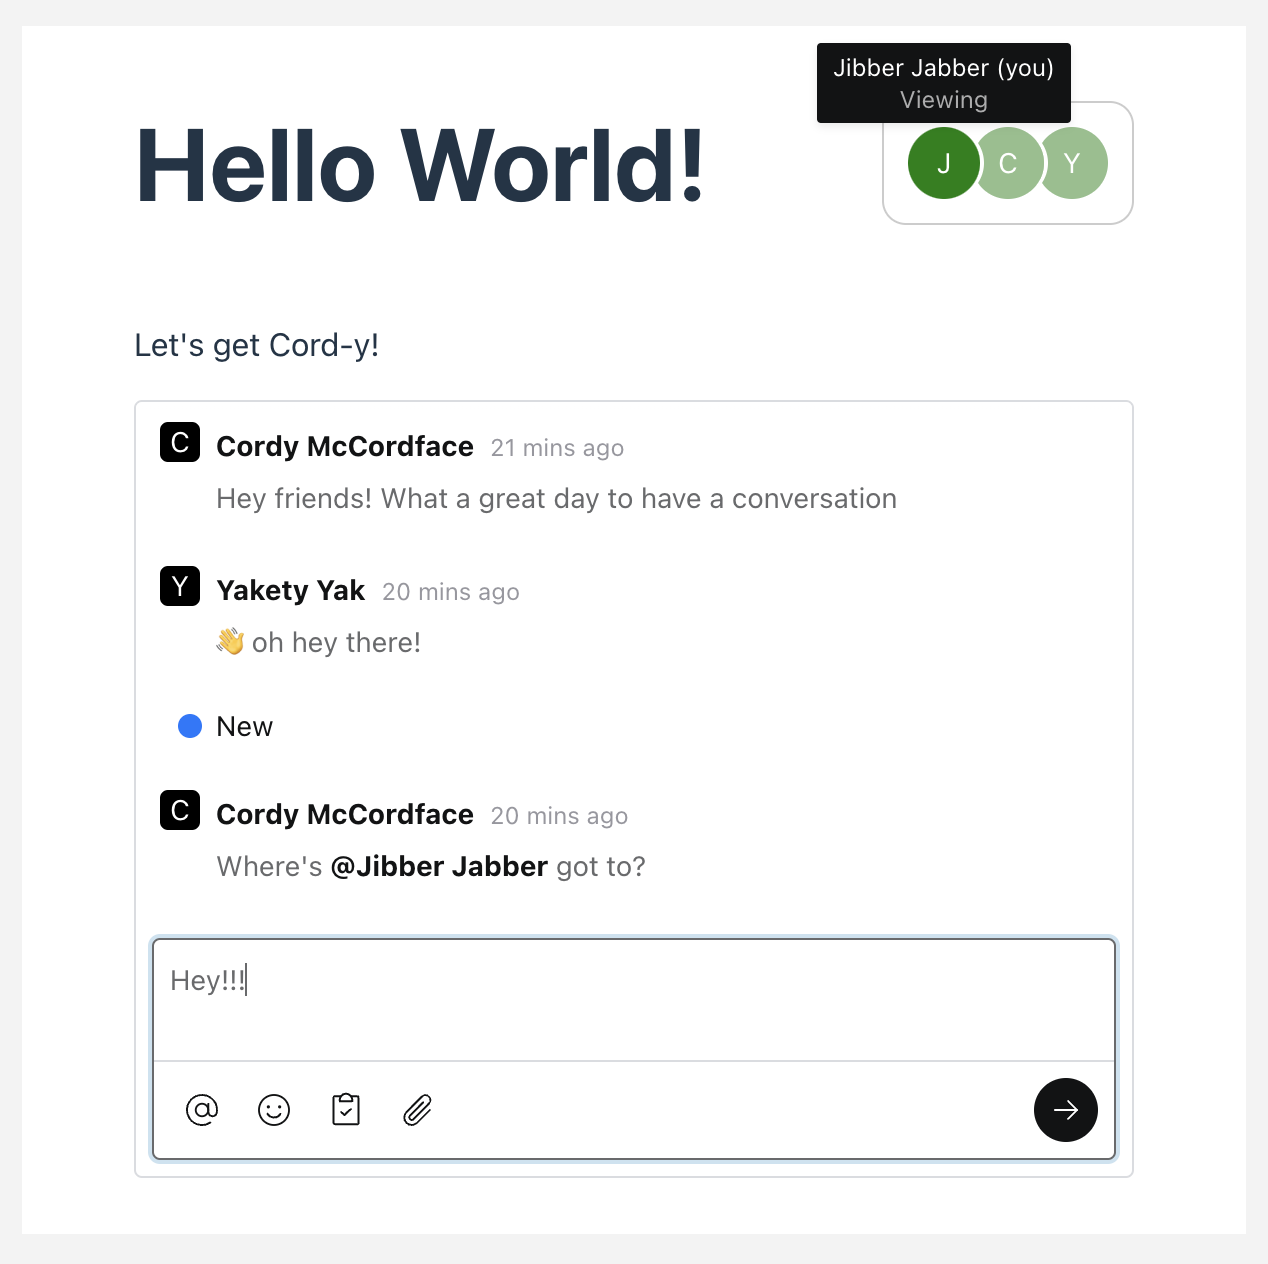 Jibber Jabber (you)
Viewing
Hello World!
J C Y
Let's get Cord-y!
C Cordy McCordface 21 mins ago
Hey friends! What a great day to have a conversation
Y Yakety Yak 20 mins ago
👋 oh hey there!
New
C Cordy McCordface 20 mins ago
Where's @Jibber Jabber got to?
Hey!!!
@